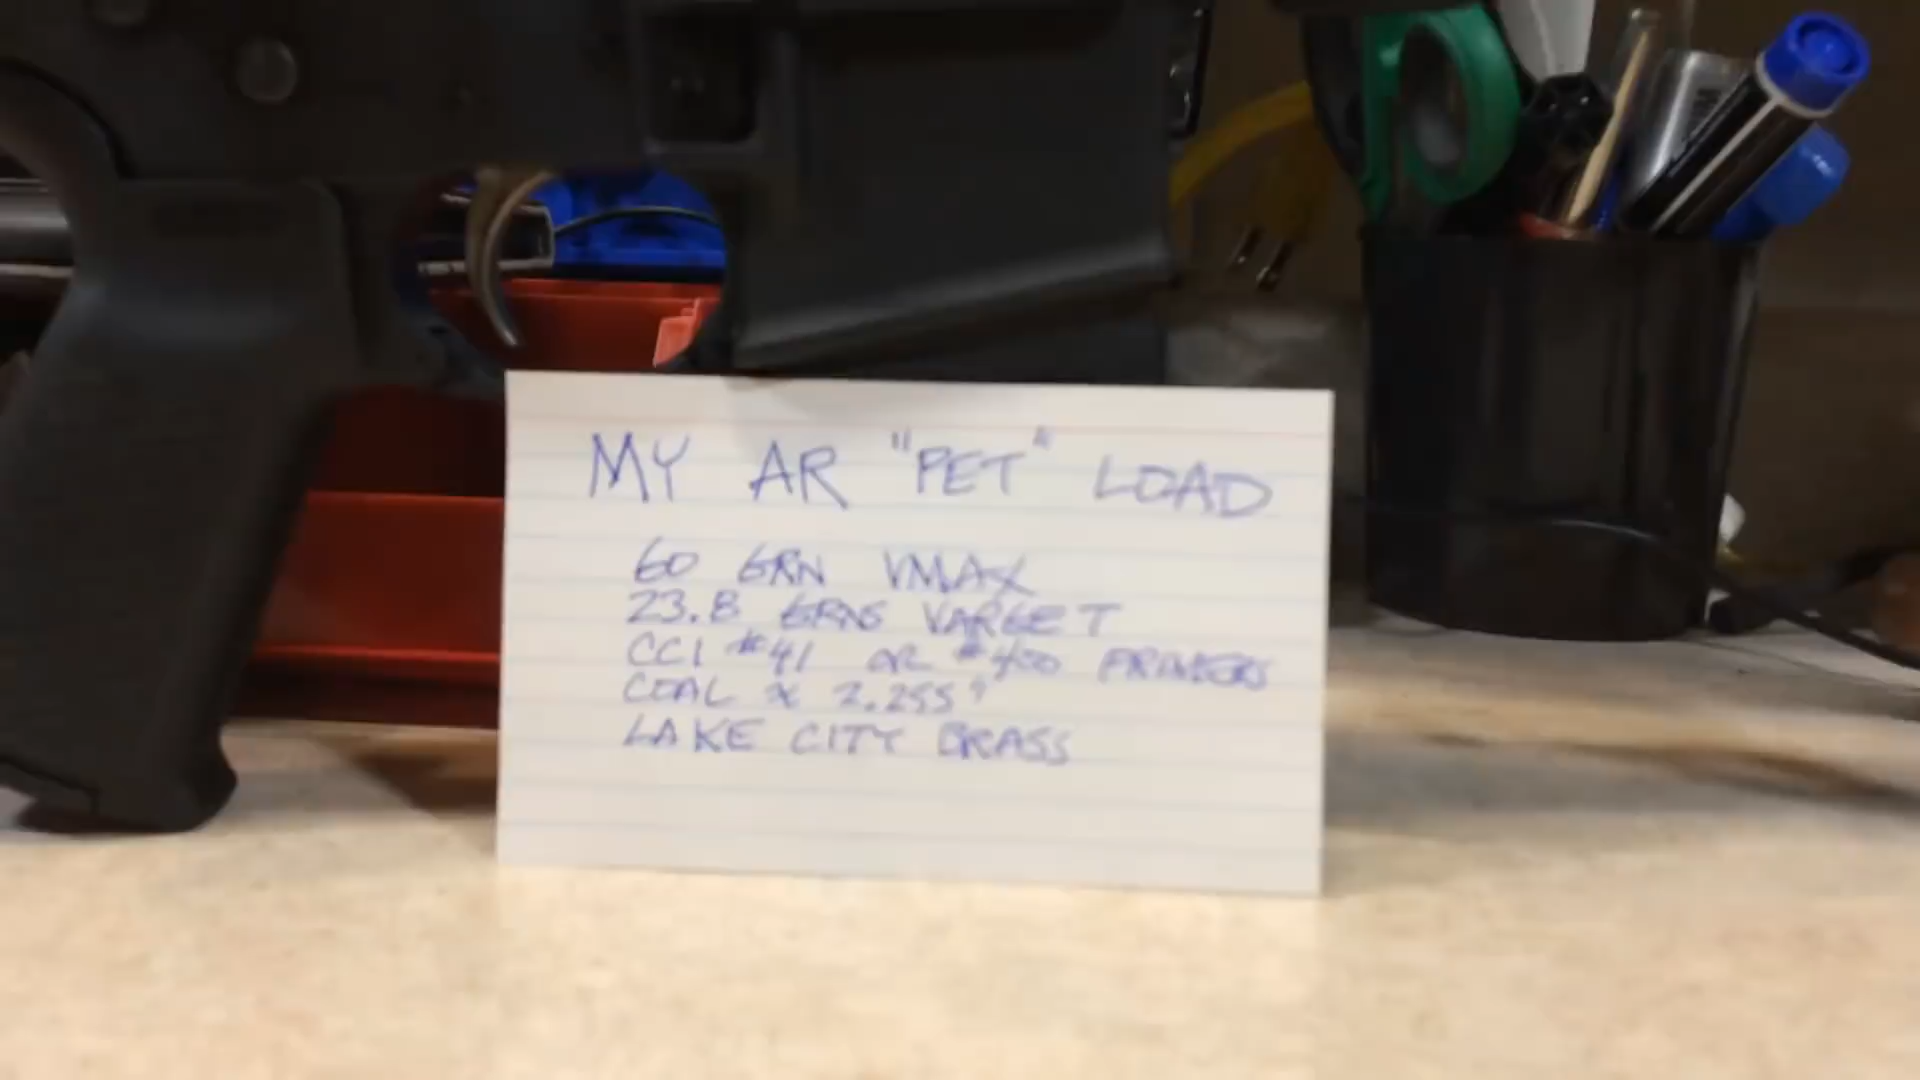 MY AR "PET" LOAD
60 GRN VMAX
23.8 GRNS VARGET
CCI #41 OR #400 PRIMERS
COAL ≈ 2.255"
LAKE CITY BRASS